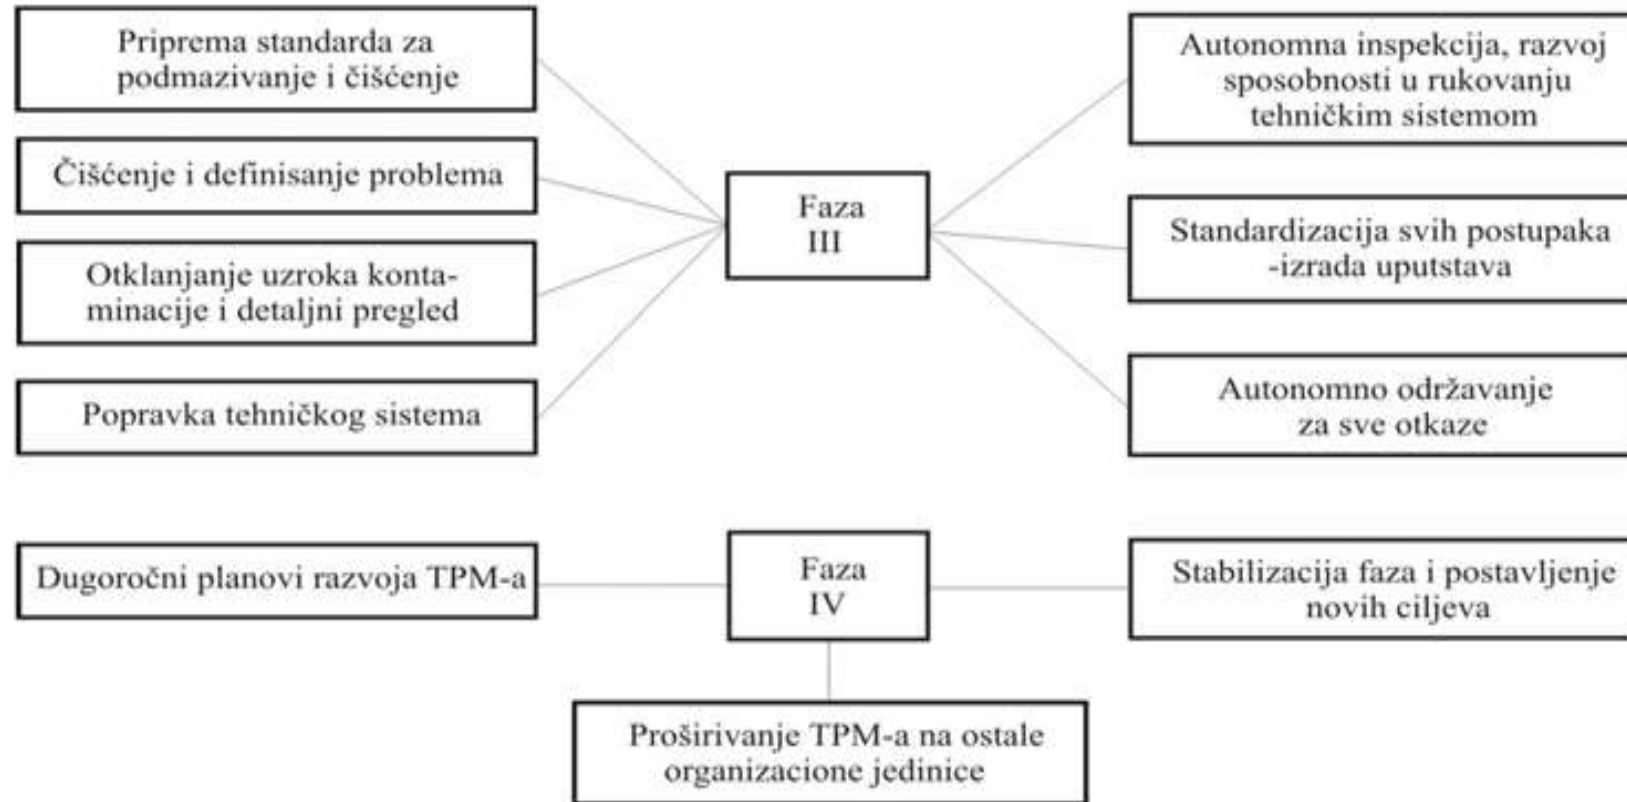 Priprema standarda za
podmazivanje i čišćenje
Čišćenje i definisanje problema
Otklanjanje uzroka konta-
minacije i detaljni pregled
Popravka tehničkog sistema
Faza
III
Autonomna inspekcija, razvoj
sposobnosti u rukovanju
tehničkim sistemom
Standardizacija svih postupaka
-izrada uputstava
Autonomno održavanje
za sve otkaze
Dugoročni planovi razvoja TPM-a
Faza
IV
Stabilizacija faza i postavljenje
novih ciljeva
Proširivanje TPM-a na ostale
organizacione jedinice